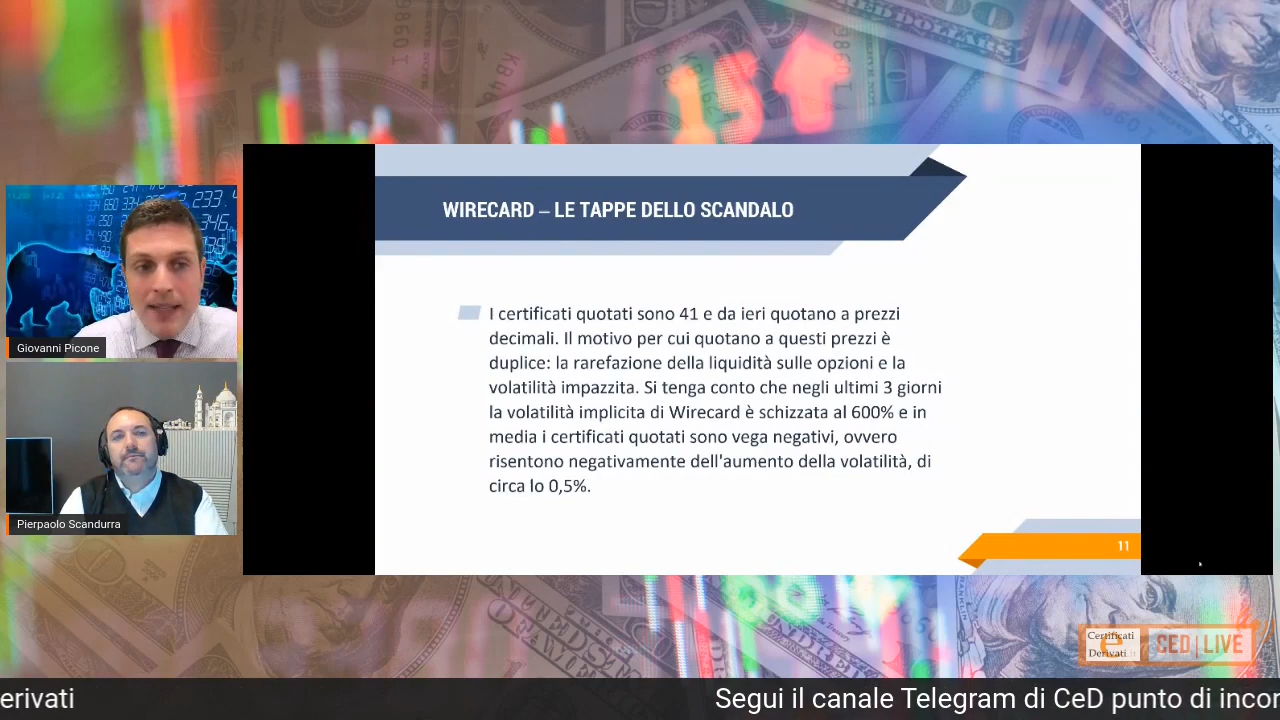 WIRECARD – LE TAPPE DELLO SCANDALO
I certificati quotati sono 41 e da ieri quotano a prezzi
decimali. Il motivo per cui quotano a questi prezzi è
duplice: la rarefazione della liquidità sulle opzioni e la
volatilità impazzita. Si tenga conto che negli ultimi 3 giorni
la volatilità implicita di Wirecard è schizzata al 600% e in
media i certificati quotati sono vega negativi, ovvero
risentono negativamente dell'aumento della volatilità, di
circa lo 0,5%.
11
Giovanni Picone
Pierpaolo Scandurra
Certificati
Derivati
CED | LIVE
erivati
Segui il canale Telegram di CeD punto di incor